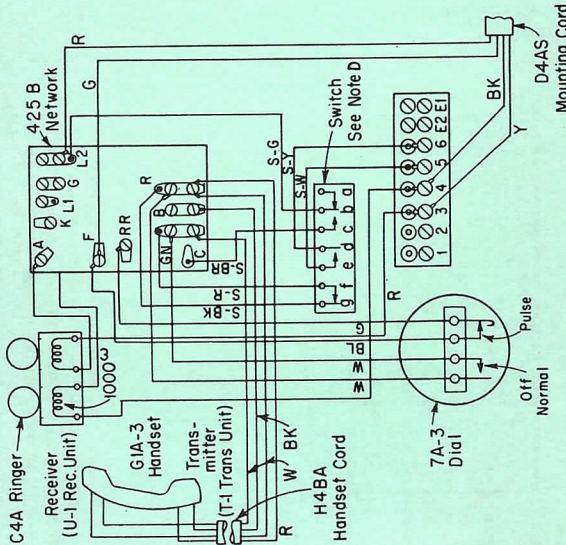 C4A Ringer
1000
3
Receiver
(U-1 Rec. Unit)
G1A-3
Handset
Trans-
mitter
(T-1 Trans Unit)
H4BA
Handset Cord
R
W
BK
425B
Network
A
K
L1
G
L2
F
RR
GN
B
R
C
R
G
S-BR
S-R
S-BK
S-G
S-Y
S-W
Switch
See Note D
g
f
e
d
c
b
a
1
2
3
4
5
6
E2
E1
R
BK
Y
D4AS
Mounting Cord
G
BL
W
W
7A-3
Dial
Off
Normal
Pulse